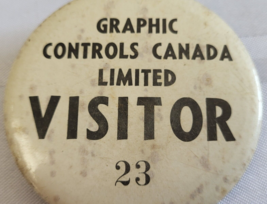 GRAPHIC
CONTROLS CANADA
LIMITED
VISITOR
23